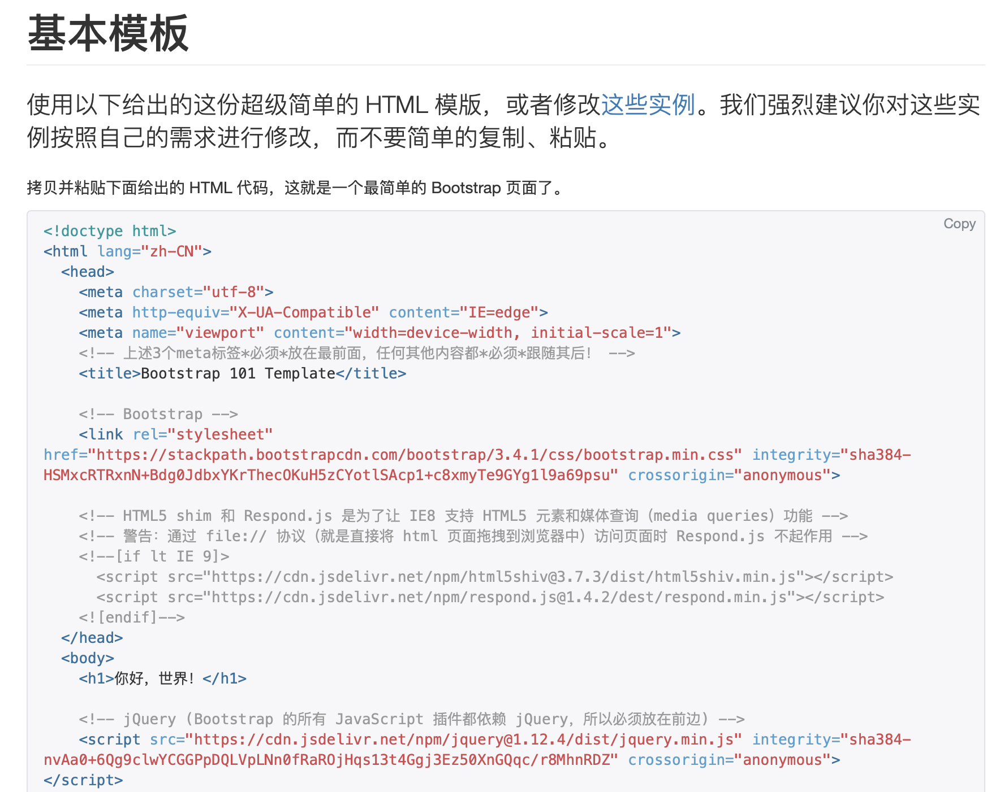 基本模板
使用以下给出的这份超级简单的 HTML 模版，或者修改这些实例。我们强烈建议你对这些实
例按照自己的需求进行修改，而不要简单的复制、粘贴。
拷贝并粘贴下面给出的 HTML 代码，这就是一个最简单的 Bootstrap 页面了。
Copy
<!doctype html>
<html lang="zh-CN">
  <head>
    <meta charset="utf-8">
    <meta http-equiv="X-UA-Compatible" content="IE=edge">
    <meta name="viewport" content="width=device-width, initial-scale=1">
    <!-- 上述3个meta标签*必须*放在最前面，任何其他内容都*必须*跟随其后！ -->
    <title>Bootstrap 101 Template</title>
    <!-- Bootstrap -->
    <link rel="stylesheet"
href="https://stackpath.bootstrapcdn.com/bootstrap/3.4.1/css/bootstrap.min.css" integrity="sha384-
HSMxcRTRxnN+Bdg0JdbxYKrThecOKuH5zCYotlSAcp1+c8xmyTe9GYg1l9a69psu" crossorigin="anonymous">
    <!-- HTML5 shim 和 Respond.js 是为了让 IE8 支持 HTML5 元素和媒体查询（media queries）功能 -->
    <!-- 警告：通过 file:// 协议（就是直接将 html 页面拖拽到浏览器中）访问页面时 Respond.js 不起作用 -->
    <!--[if lt IE 9]>
      <script src="https://cdn.jsdelivr.net/npm/html5shiv@3.7.3/dist/html5shiv.min.js"></script>
      <script src="https://cdn.jsdelivr.net/npm/respond.js@1.4.2/dest/respond.min.js"></script>
    <![endif]-->
  </head>
  <body>
    <h1>你好，世界！</h1>
    <!-- jQuery (Bootstrap 的所有 JavaScript 插件都依赖 jQuery，所以必须放在前边) -->
    <script src="https://cdn.jsdelivr.net/npm/jquery@1.12.4/dist/jquery.min.js" integrity="sha384-
nvAa0+6Qg9clwYCGGPpDQLVpLNn0fRaROjHqs13t4Ggj3Ez50XnGQqc/r8MhnRDZ" crossorigin="anonymous">
</script>